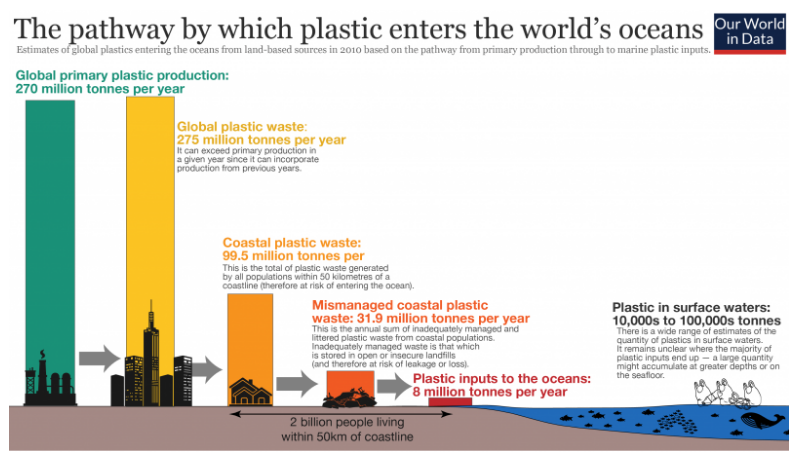 The pathway by which plastic enters the world's oceans
Our World
in Data
Estimates of global plastics entering the oceans from land-based sources in 2010 based on the pathway from primary production through to marine plastic inputs.
Global primary plastic production:
270 million tonnes per year
Global plastic waste:
275 million tonnes per year
It can exceed primary production in
a given year since it can incorporate
production from previous years.
Coastal plastic waste:
99.5 million tonnes per
This is the total of plastic waste generated
by all populations within 50 kilometres of a
coastline (therefore at risk of entering the ocean).
Mismanaged coastal plastic
waste: 31.9 million tonnes per year
This is the annual sum of inadequately managed and
littered plastic waste from coastal populations.
Inadequately managed waste is that which
is stored in open or insecure landfills
(and therefore at risk of leakage or loss).
Plastic inputs to the oceans:
8 million tonnes per year
Plastic in surface waters:
10,000s to 100,000s tonnes
There is a wide range of estimates of the
quantity of plastics in surface waters.
It remains unclear where the majority of
plastic inputs end up — a large quantity
might accumulate at greater depths or on
the seafloor.
2 billion people living
within 50km of coastline